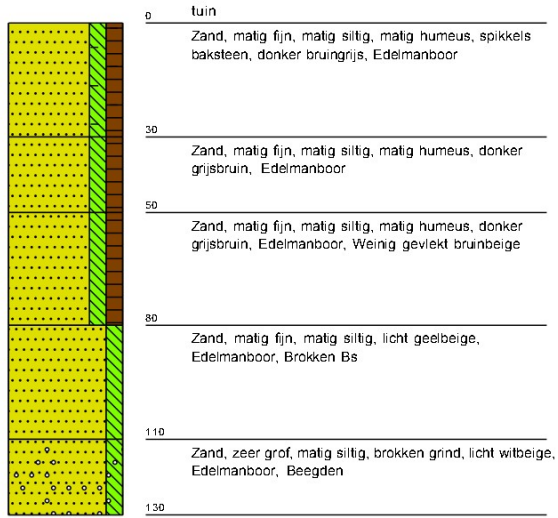 0
tuin
Zand, matig fijn, matig siltig, matig humeus, spikkels
baksteen, donker bruingrijs, Edelmanboor
30
Zand, matig fijn, matig siltig, matig humeus, donker
grijsbruin, Edelmanboor
50
Zand, matig fijn, matig siltig, matig humeus, donker
grijsbruin, Edelmanboor, Weinig gevlekt bruinbeige
80
Zand, matig fijn, matig siltig, licht geelbeige,
Edelmanboor, Brokken Bs
110
Zand, zeer grof, matig siltig, brokken grind, licht witbeige,
Edelmanboor, Beegden
130